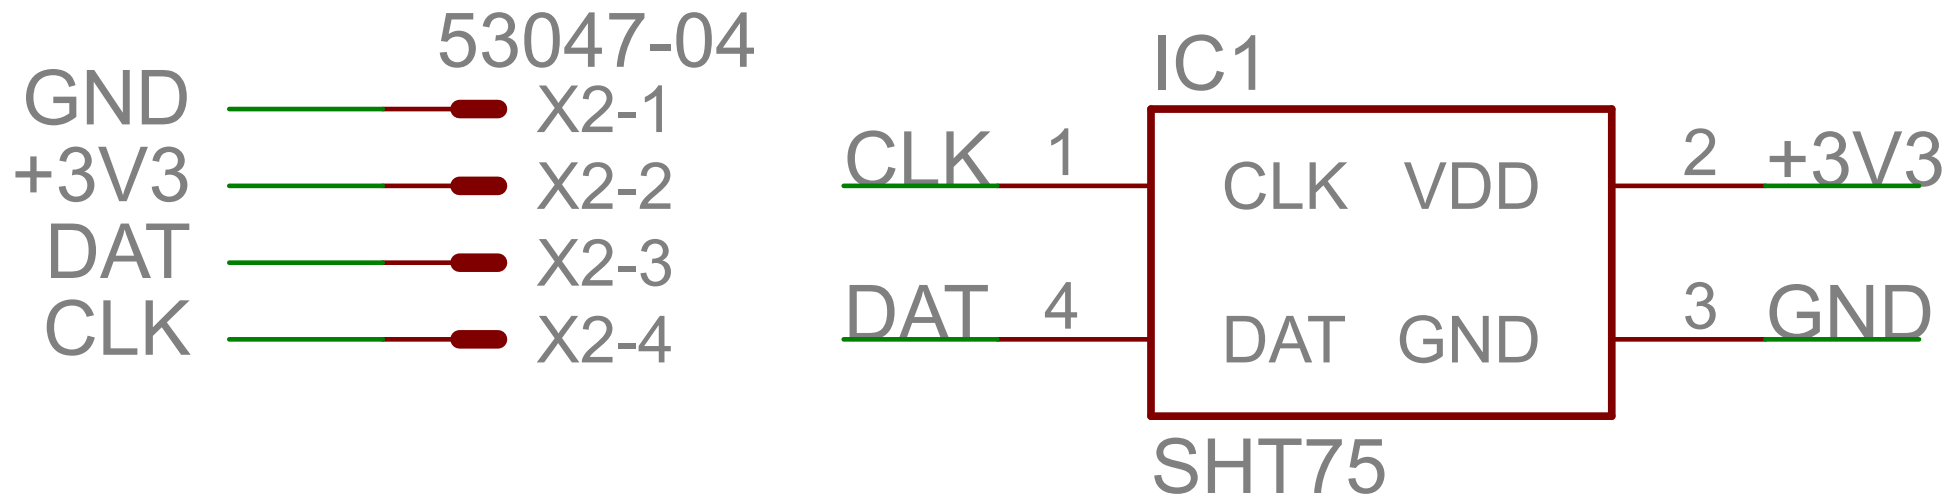 53047-04
GND X2-1
+3V3 X2-2
DAT X2-3
CLK X2-4
IC1
CLK 1 CLK VDD 2 +3V3
DAT 4 DAT GND 3 GND
SHT75